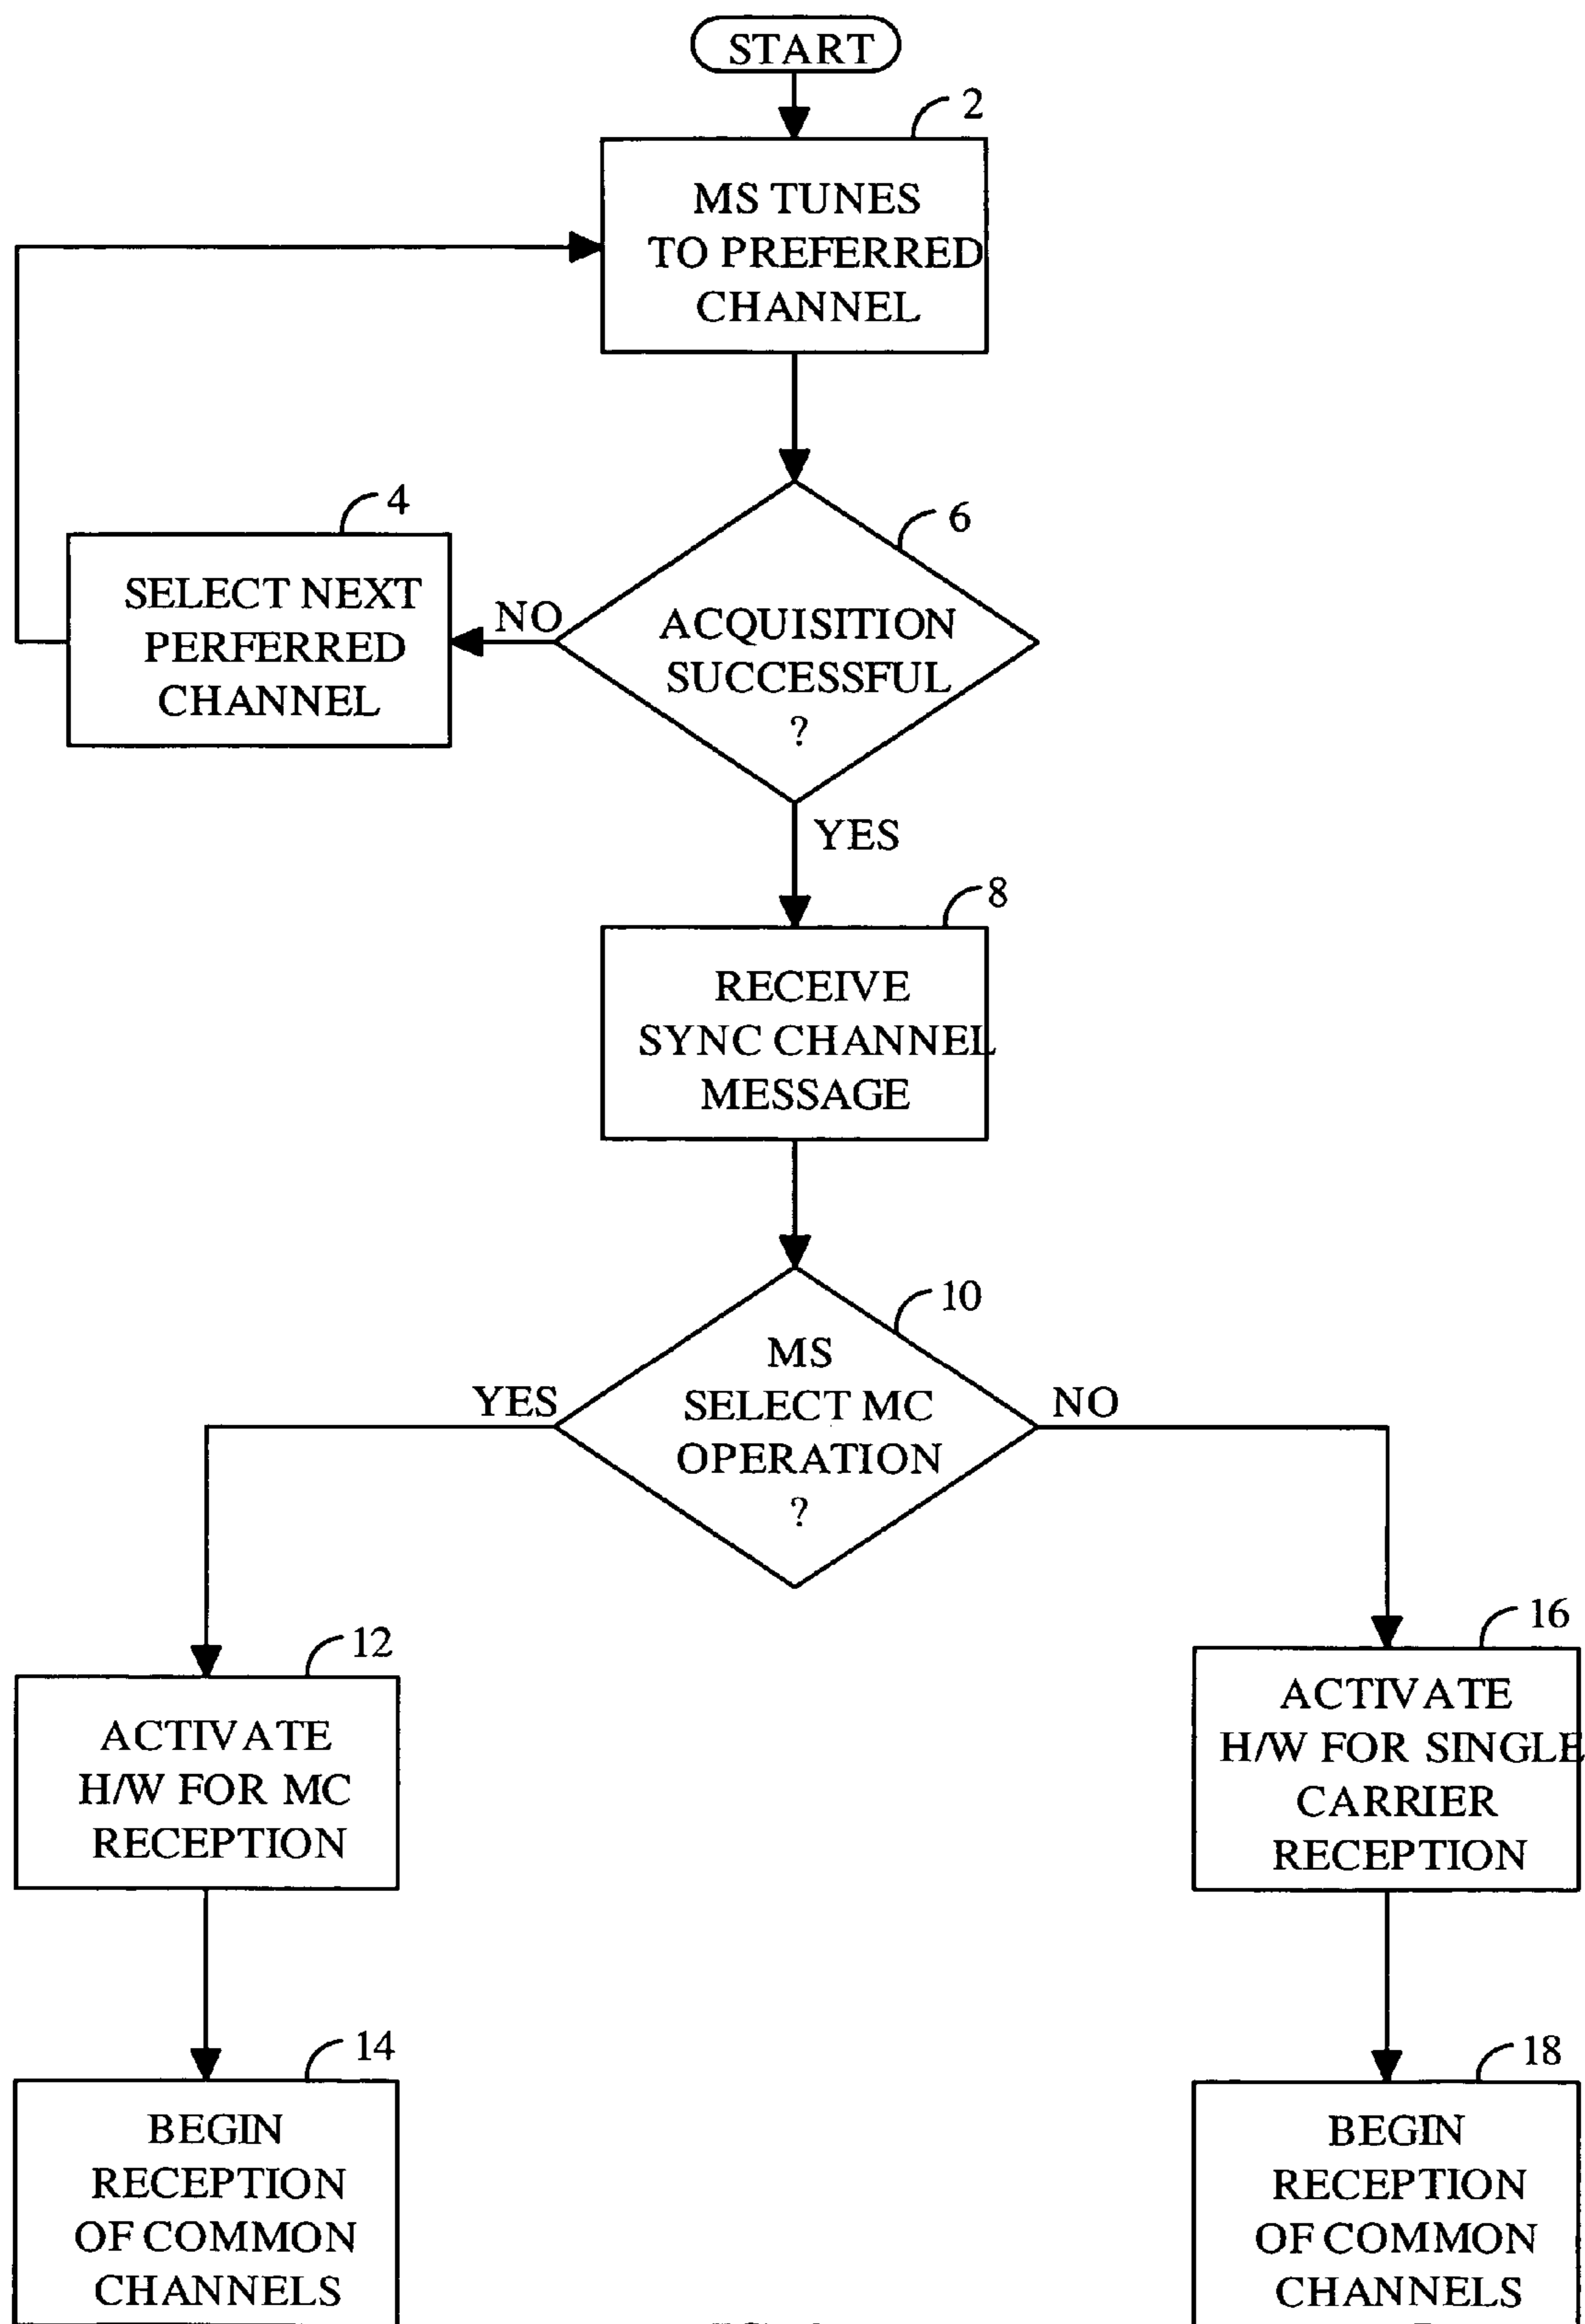 START
2
MS TUNES
TO PREFERRED
CHANNEL
4
SELECT NEXT
PERFERRED
CHANNEL
NO
6
ACQUISITION
SUCCESSFUL
?
YES
8
RECEIVE
SYNC CHANNEL
MESSAGE
10
MS
SELECT MC
OPERATION
?
YES
NO
12
ACTIVATE
H/W FOR MC
RECEPTION
16
ACTIVATE
H/W FOR SINGLE
CARRIER
RECEPTION
14
BEGIN
RECEPTION
OF COMMON
CHANNELS
18
BEGIN
RECEPTION
OF COMMON
CHANNELS